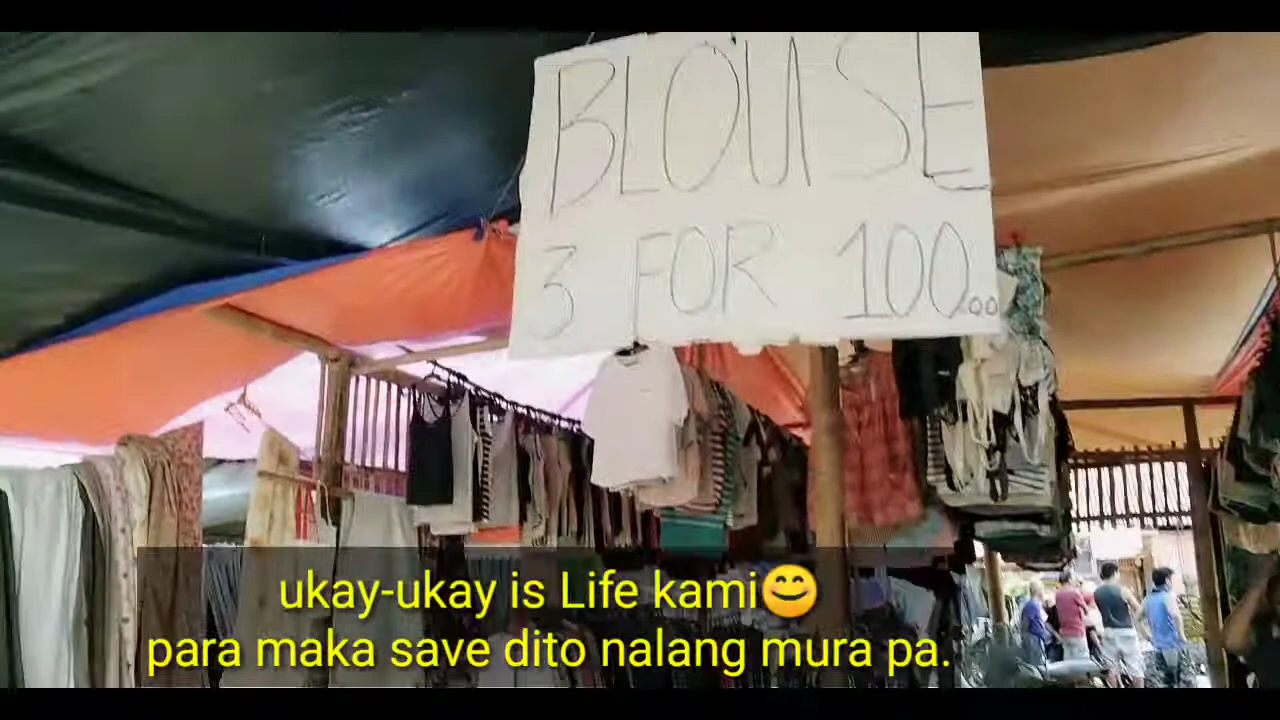 BLOUSE
3 FOR 100.00
ukay-ukay is Life kami😊
para maka save dito nalang mura pa.